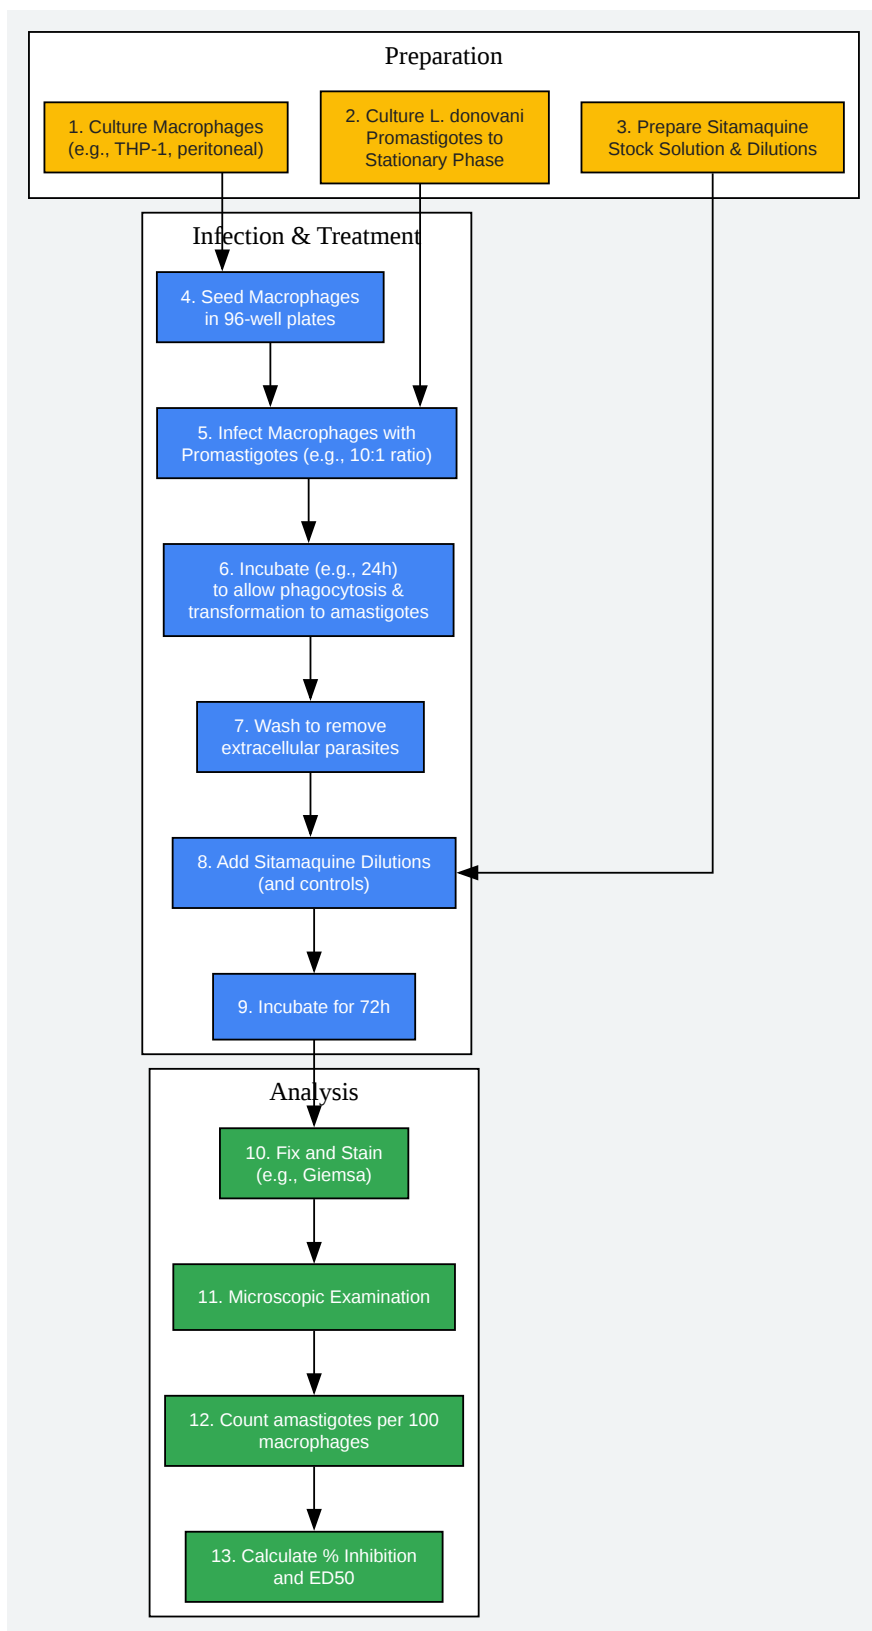 Preparation
1. Culture Macrophages
(e.g., THP-1, peritoneal)
2. Culture L. donovani
Promastigotes to
Stationary Phase
3. Prepare Sitamaquine
Stock Solution & Dilutions
Infection & Treatment
4. Seed Macrophages
in 96-well plates
5. Infect Macrophages with
Promastigotes (e.g., 10:1 ratio)
6. Incubate (e.g., 24h)
to allow phagocytosis &
transformation to amastigotes
7. Wash to remove
extracellular parasites
8. Add Sitamaquine Dilutions
(and controls)
9. Incubate for 72h
Analysis
10. Fix and Stain
(e.g., Giemsa)
11. Microscopic Examination
12. Count amastigotes per 100
macrophages
13. Calculate % Inhibition
and ED50